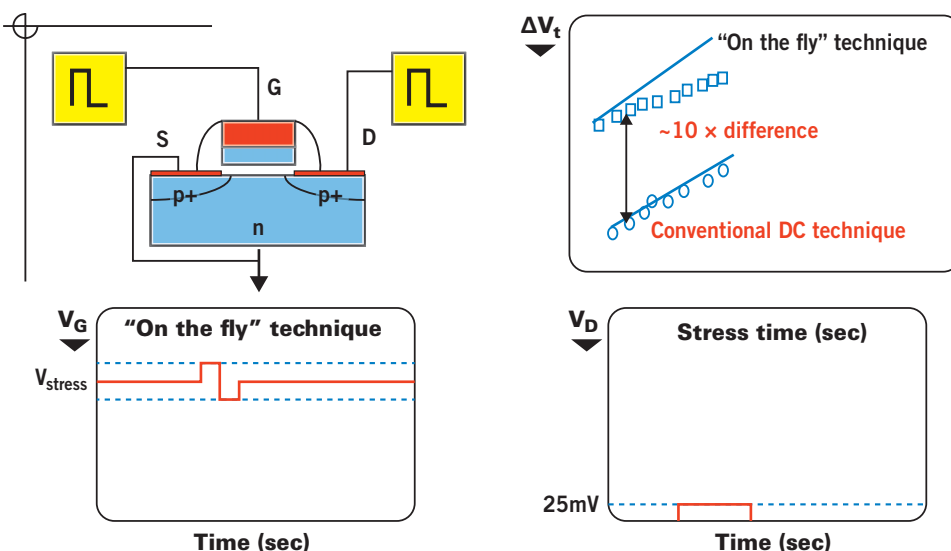 G
S
D
p+
p+
n
ΔVt
"On the fly" technique
~10 × difference
Conventional DC technique
VG
"On the fly" technique
Vstress
Time (sec)
VD
Stress time (sec)
25mV
Time (sec)